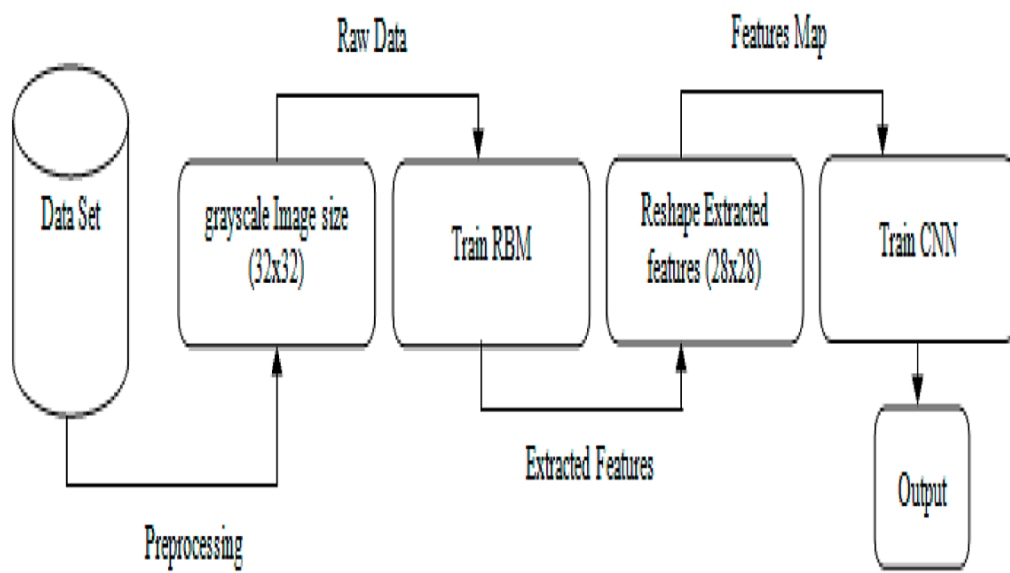 Raw Data
Features Map
Data Set
grayscale Image size
(32x32)
Train RBM
Reshape Extracted
features (28x28)
Train CNN
Extracted Features
Output
Preprocessing